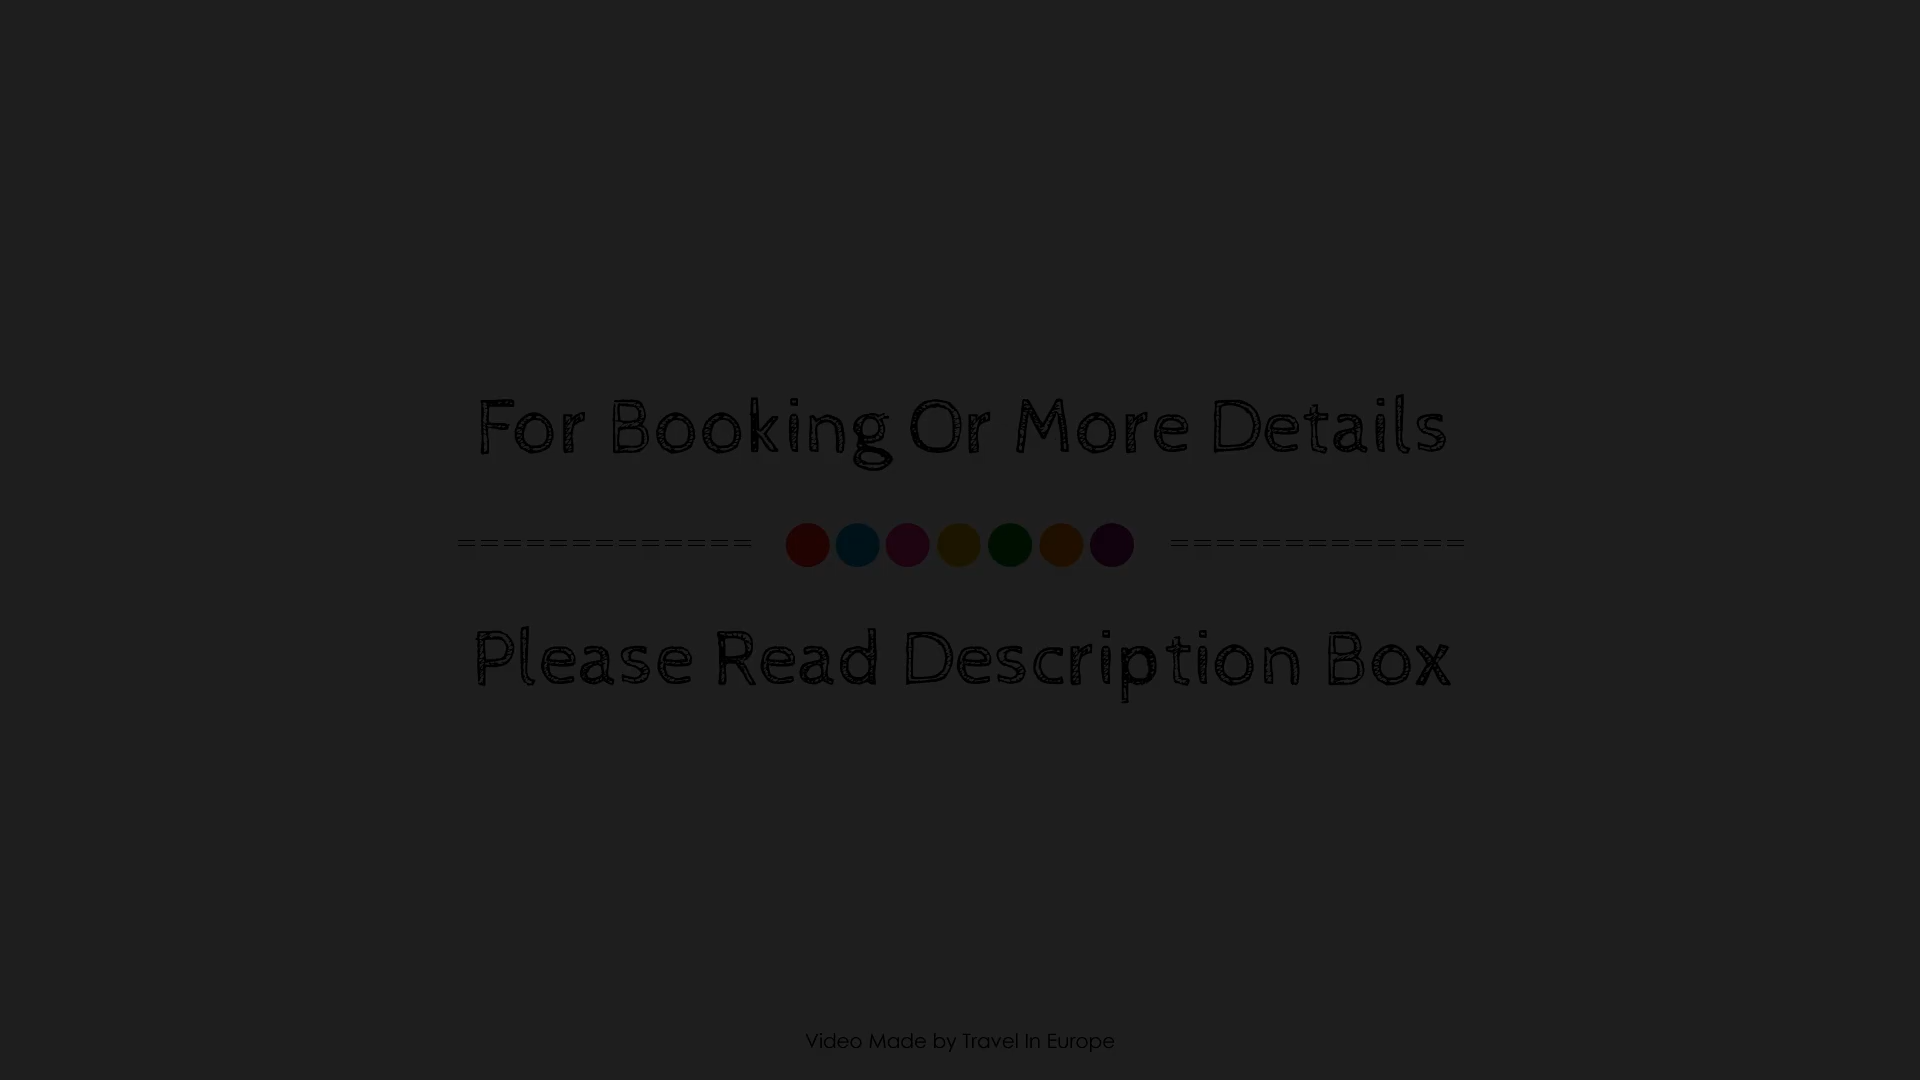 For Booking Or More Details
============= =============
Please Read Description Box
Video Made by Travel In Europe